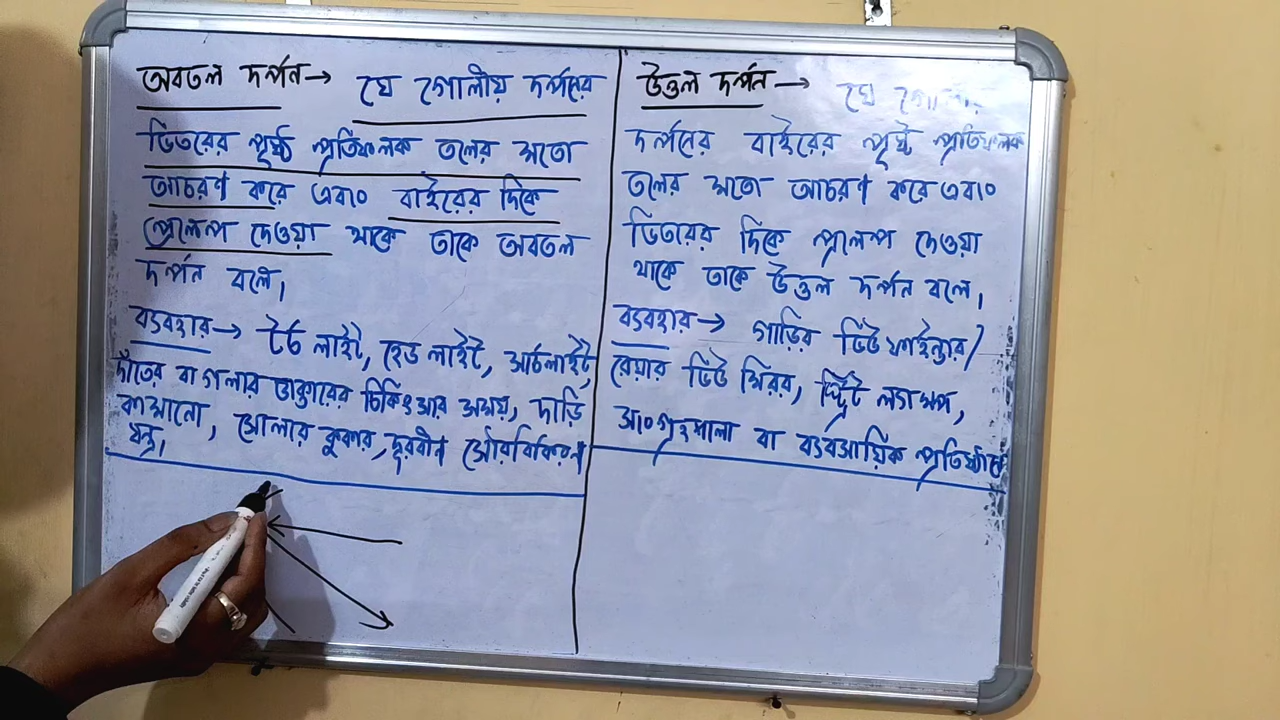 অবতল দর্পন→ যে গোলীয় দর্পনের
ভিতরের পৃষ্ঠ প্রতিফলক তলের মতো
আচরণ করে এবং বাইরের দিকে
প্রলেপ দেওয়া থাকে তাকে অবতল
দর্পন বলে।
ব্যবহার→ টর্চ লাইট, হেড লাইট, সার্চলাইট,
দাঁতের বা গলার ডাক্তারের চিকিৎসার সময়, দাড়ি
কামানো, সোলার কুকার, দূরবীণ সৌরবিকিরণ
যন্ত্র।
উত্তল দর্পন→ যে গোলীয়
দর্পনের বাইরের পৃষ্ট প্রতিফলক
তলের মতো আচরণ করে এবং
ভিতরের দিকে প্রলেপ দেওয়া
থাকে তাকে উত্তল দর্পন বলে।
ব্যবহার→ গাড়ির ভিউ ফাইন্ডার/
রেয়ার ভিউ মিরর, স্ট্রিট ল্যাম্প,
সংগ্রহশালা বা ব্যবসায়িক প্রতিষ্ঠানে